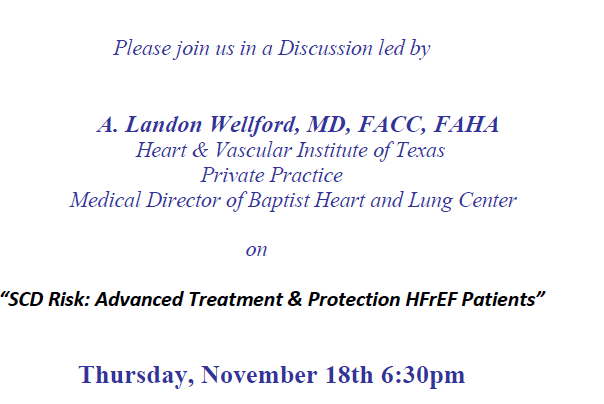 Please join us in a Discussion led by
A. Landon Wellford, MD, FACC, FAHA
Heart & Vascular Institute of Texas
Private Practice
Medical Director of Baptist Heart and Lung Center
on
“SCD Risk: Advanced Treatment & Protection HFrEF Patients”
Thursday, November 18th 6:30pm